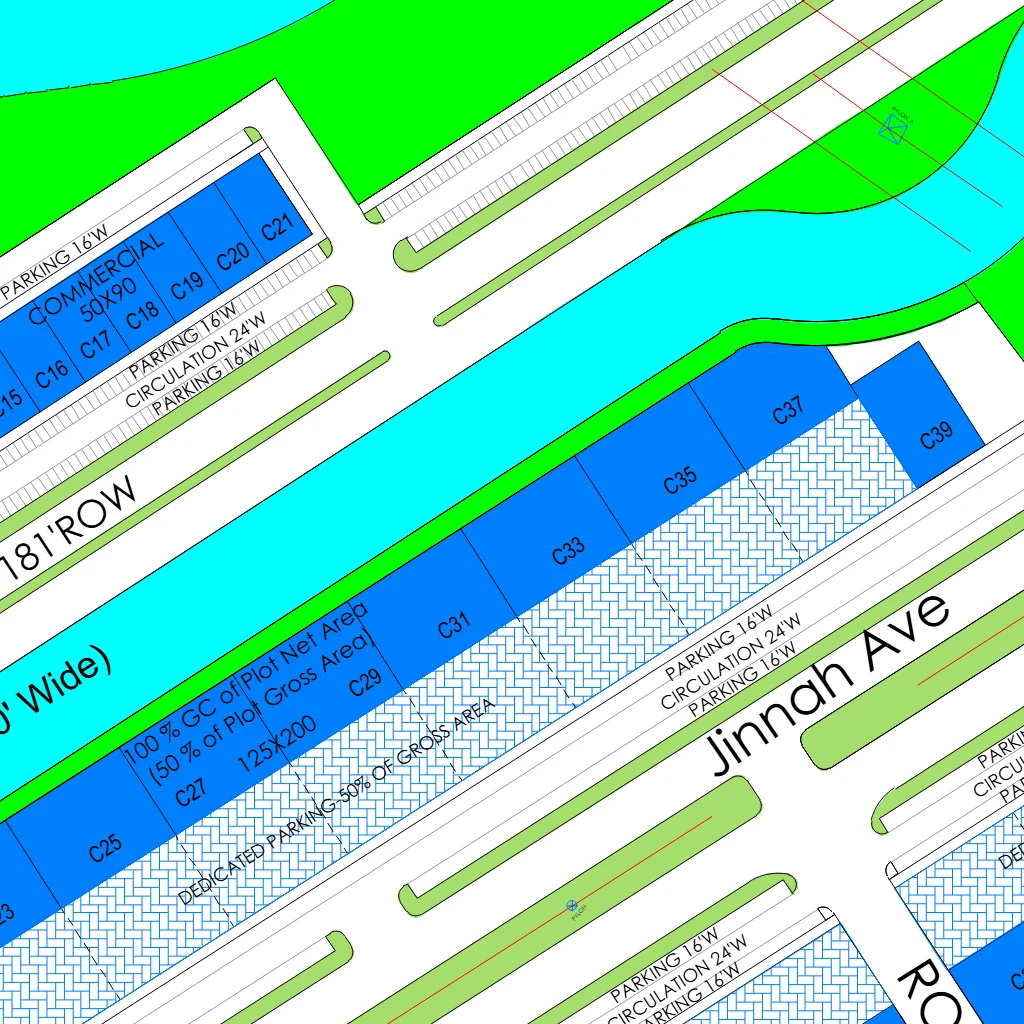 PYLON
PARKING 16'W
COMMERCIAL
50X90
C21
C20
C19
C18
C17
C16
C15
PARKING 16'W
CIRCULATION 24'W
PARKING 16'W
181'ROW
C39
C37
C35
C33
C31
C29
C27
C25
100 % GC of Plot Net Area
(50 % of Plot Gross Area)
125X200
DEDICATED PARKING-50% OF GROSS AREA
Wide)
PARKING 16'W
CIRCULATION 24'W
PARKING 16'W
Jinnah Ave
PYLON
PARKING 16'W
CIRCULATION 24'W
PARKING 16'W